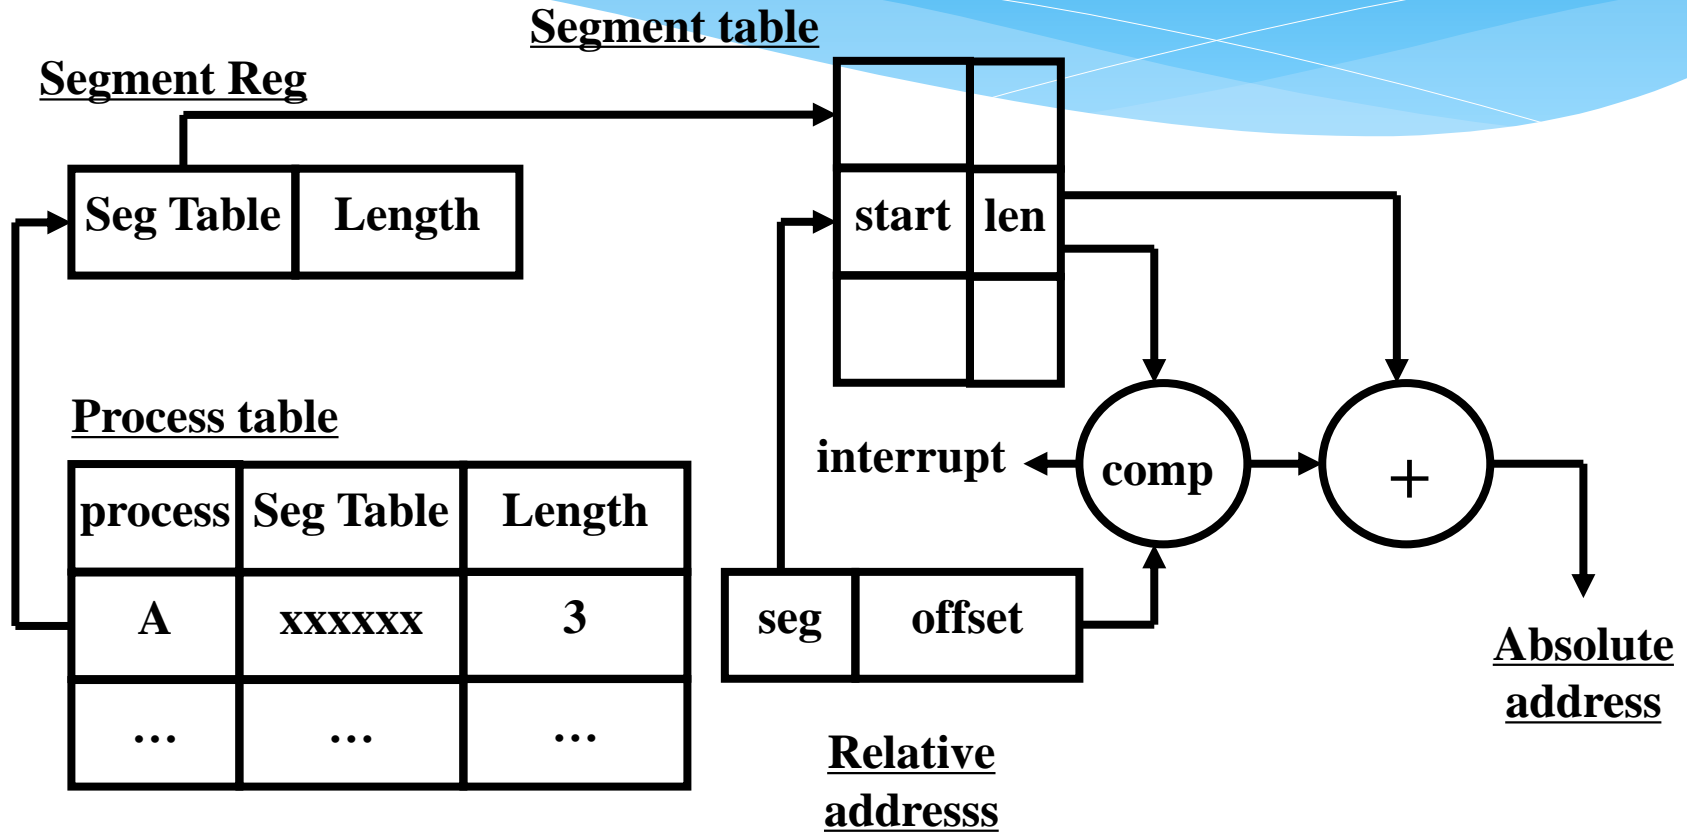 Segment table
Segment Reg
Seg Table Length
start len
Process table
process Seg Table Length
A xxxxxx 3
... ... ...
interrupt
comp
+
seg offset
Relative
addresss
Absolute
address